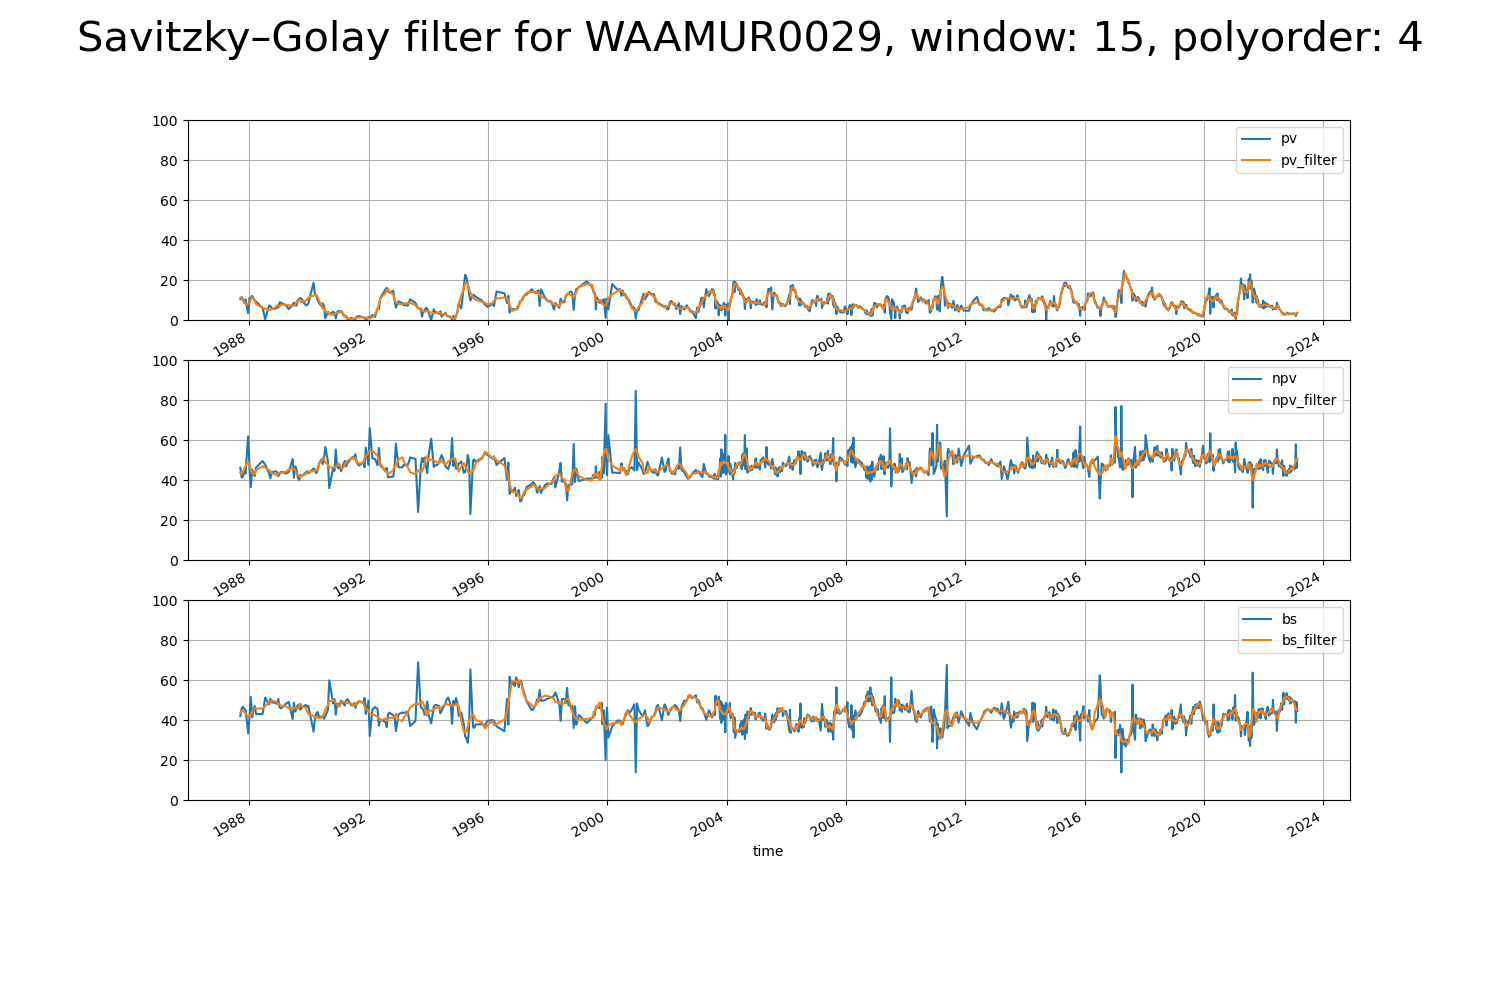 Savitzky–Golay filter for WAAMUR0029, window: 15, polyorder: 4
100
80
60
40
20
0
pv
pv_filter
1988 1992 1996 2000 2004 2008 2012 2016 2020 2024
100
80
60
40
20
0
npv
npv_filter
1988 1992 1996 2000 2004 2008 2012 2016 2020 2024
100
80
60
40
20
0
bs
bs_filter
1988 1992 1996 2000 2004 2008 2012 2016 2020 2024
time